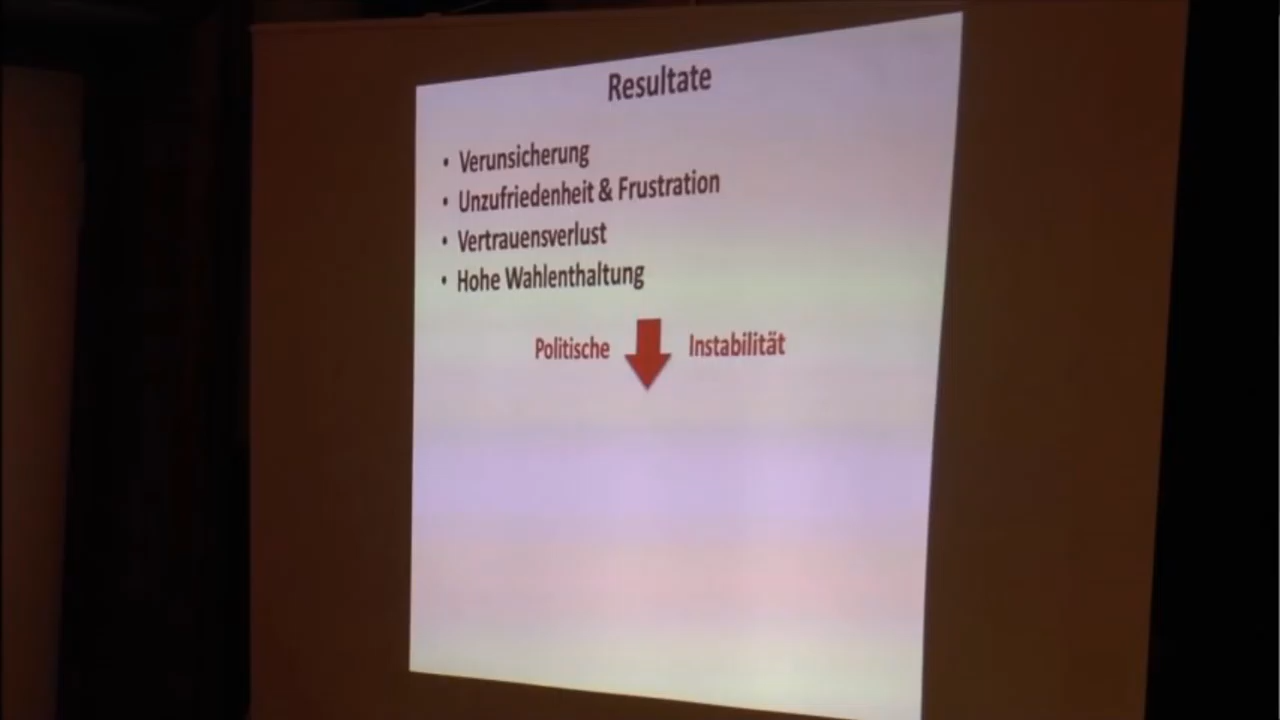 Resultate
• Verunsicherung
• Unzufriedenheit & Frustration
• Vertrauensverlust
• Hohe Wahlenthaltung
Politische Instabilität